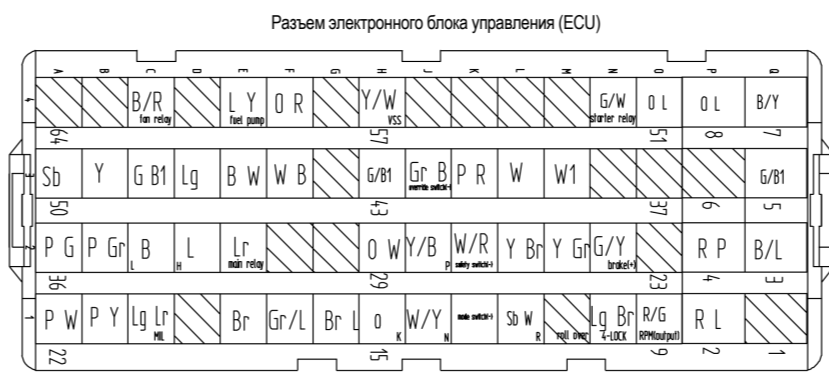 Разъем электронного блока управления (ECU)
A B C D E F G H J K L M N O P Q
4 B/R L Y O R Y/W G/W O L O L B/Y
fan relay fuel pump VSS starter relay
64 57 51 8 7
3 Sb Y G B1 Lg B W W B G/B1 Gr B P R W W1 G/B1
override switch(-)
50 43 37 6 5
2 P G P Gr B L Lr O W Y/B W/R Y Br Y Gr G/Y R P B/L
L H main relay P safety switch(-) brake(+)
36 29 23 4 3
1 P W P Y Lg Lr Br Gr/L Br L o W/Y Sb W Lg Br R/G R L
MIL K N mode switch(-) R roll over 4-LOCK RPM(output)
22 15 9 2 1